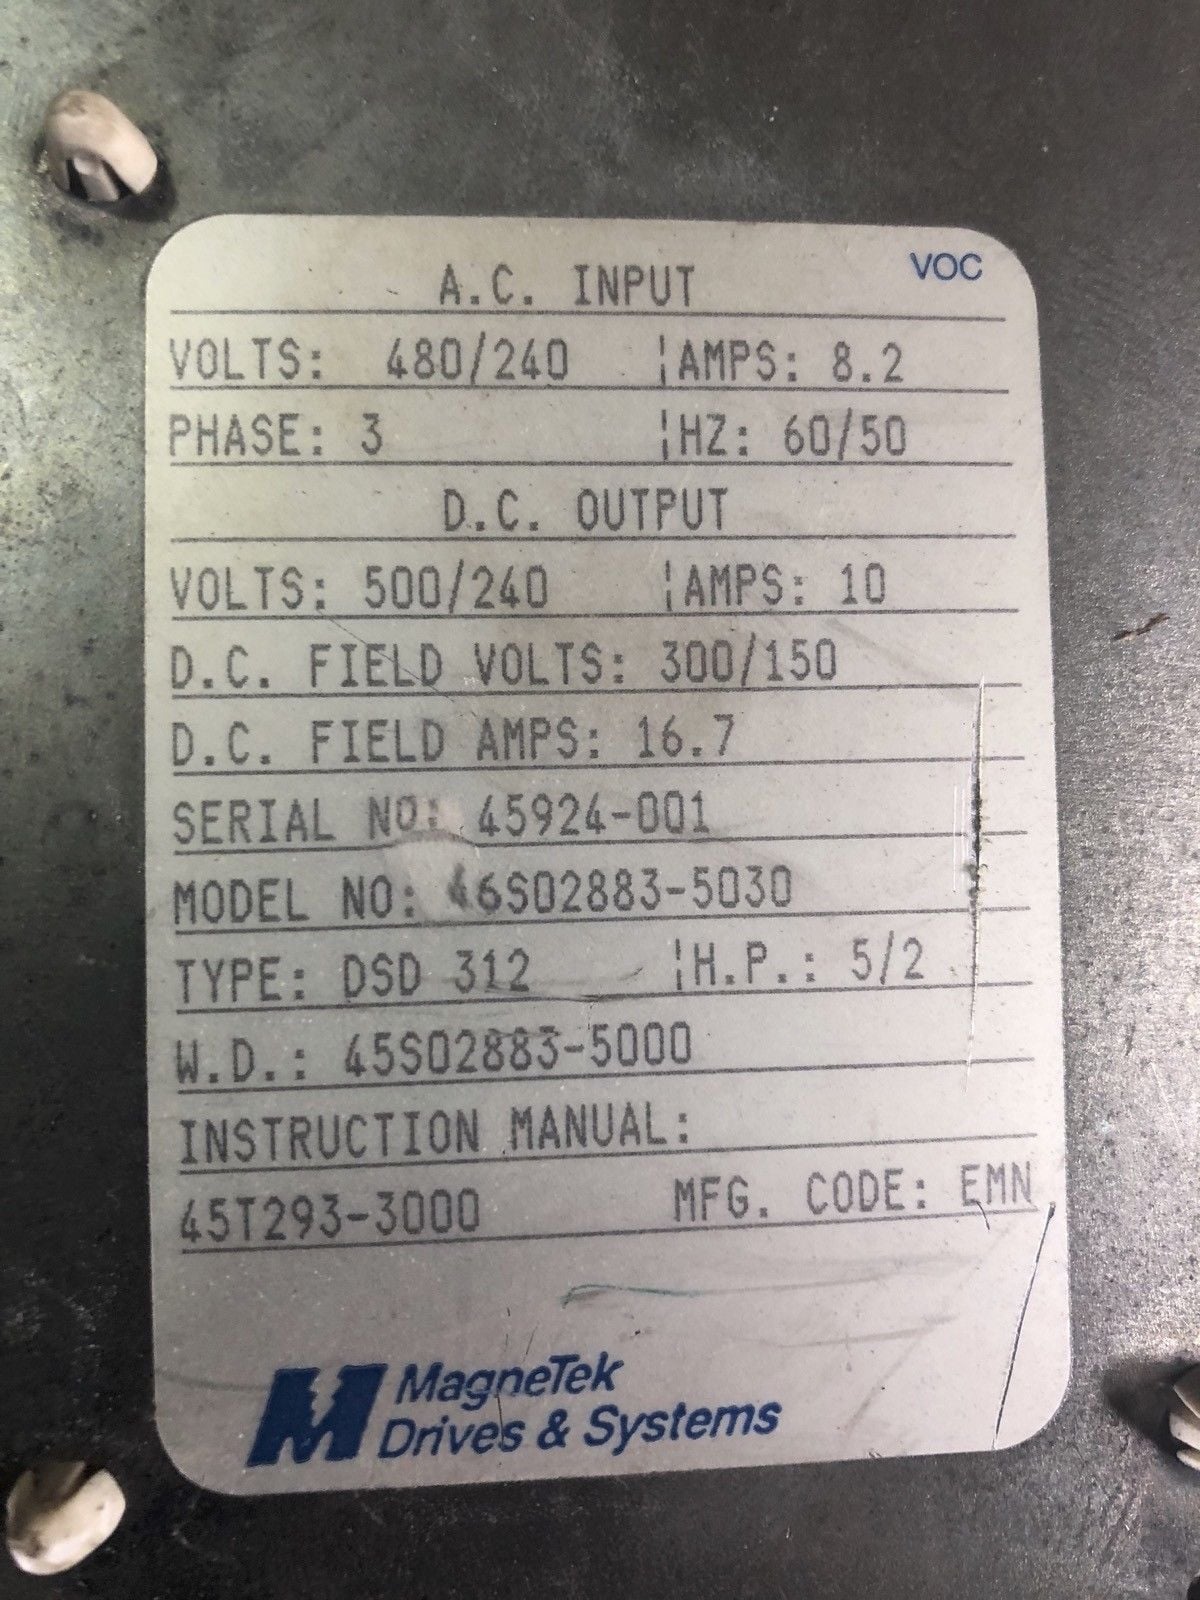 VOC
A.C. INPUT
VOLTS: 480/240 ¦AMPS: 8.2
PHASE: 3 ¦HZ: 60/50
D.C. OUTPUT
VOLTS: 500/240 ¦AMPS: 10
D.C. FIELD VOLTS: 300/150
D.C. FIELD AMPS: 16.7
SERIAL NO: 45924-001
MODEL NO: 46S02883-5030
TYPE: DSD 312 ¦H.P.: 5/2
W.D.: 45S02883-5000
INSTRUCTION MANUAL:
45T293-3000 MFG. CODE: EMN
MagneTek
Drives & Systems